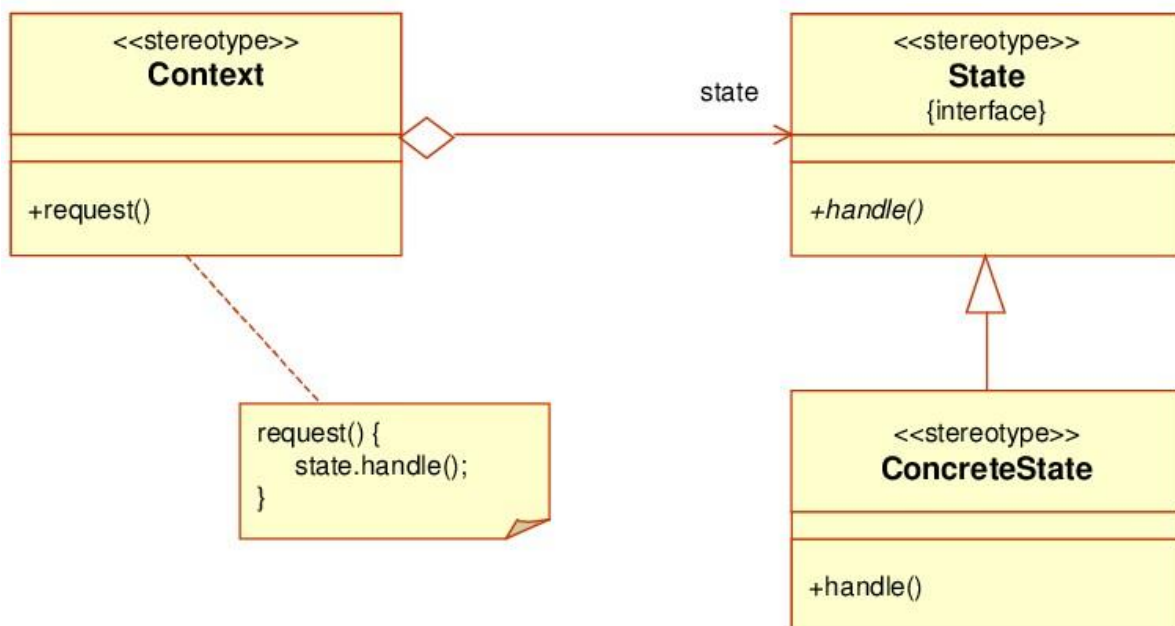 <<stereotype>>
Context
+request()
state
<<stereotype>>
State
{interface}
+handle()
request() {
state.handle();
}
<<stereotype>>
ConcreteState
+handle()